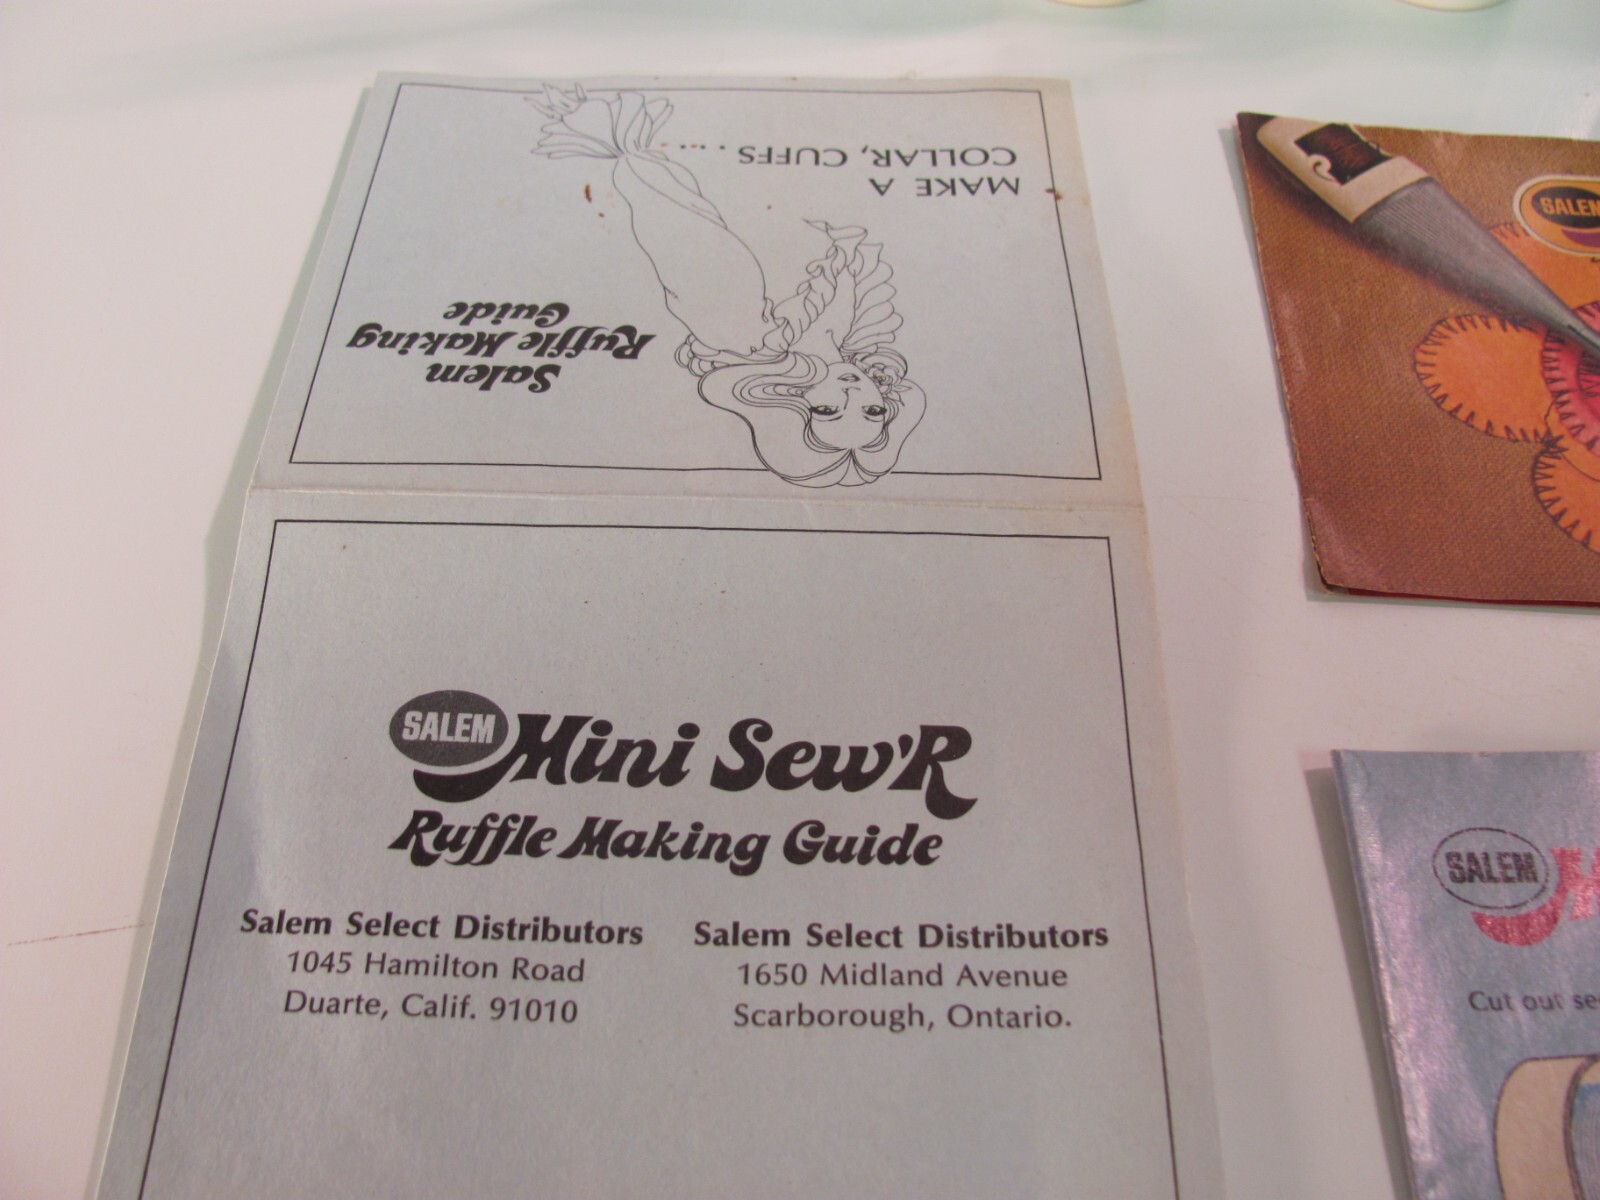 MAKE A
COLLAR, CUFFS . . . . .
Salem
Ruffle Making
Guide
SALEM Mini Sew'R
Ruffle Making Guide
Salem Select Distributors
1045 Hamilton Road
Duarte, Calif. 91010
Salem Select Distributors
1650 Midland Avenue
Scarborough, Ontario.
SALEM
SALEM
Cut out